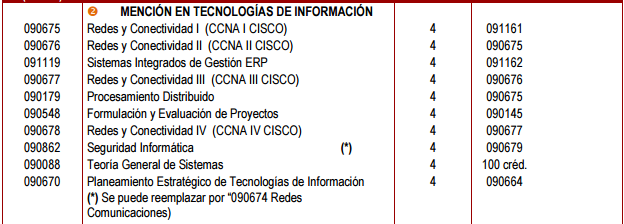 ❷ MENCIÓN EN TECNOLOGÍAS DE INFORMACIÓN
090675 Redes y Conectividad I (CCNA I CISCO) 4 091161
090676 Redes y Conectividad II (CCNA II CISCO) 4 090675
091119 Sistemas Integrados de Gestión ERP 4 091162
090677 Redes y Conectividad III (CCNA III CISCO) 4 090676
090179 Procesamiento Distribuido 4 090675
090548 Formulación y Evaluación de Proyectos 4 090145
090678 Redes y Conectividad IV (CCNA IV CISCO) 4 090677
090862 Seguridad Informática (*) 4 090679
090088 Teoría General de Sistemas 4 100 créd.
090670 Planeamiento Estratégico de Tecnologías de Información 4 090664
(*) Se puede reemplazar por "090674 Redes
Comunicaciones)